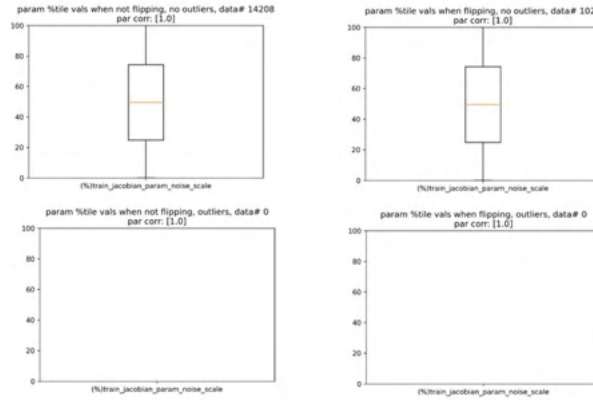 param %tile vals when not flipping, no outliers, data# 14208
par corr: [1.0]
100
80
60
40
20
0
(%)train_jacobian_param_noise_scale
param %tile vals when flipping, no outliers, data# 102
par corr: [1.0]
100
80
60
40
20
0
(%)train_jacobian_param_noise_scale
param %tile vals when not flipping, outliers, data# 0
par corr: [1.0]
100
80
60
40
20
0
(%)train_jacobian_param_noise_scale
param %tile vals when flipping, outliers, data# 0
par corr: [1.0]
100
80
60
40
20
0
(%)train_jacobian_param_noise_scale